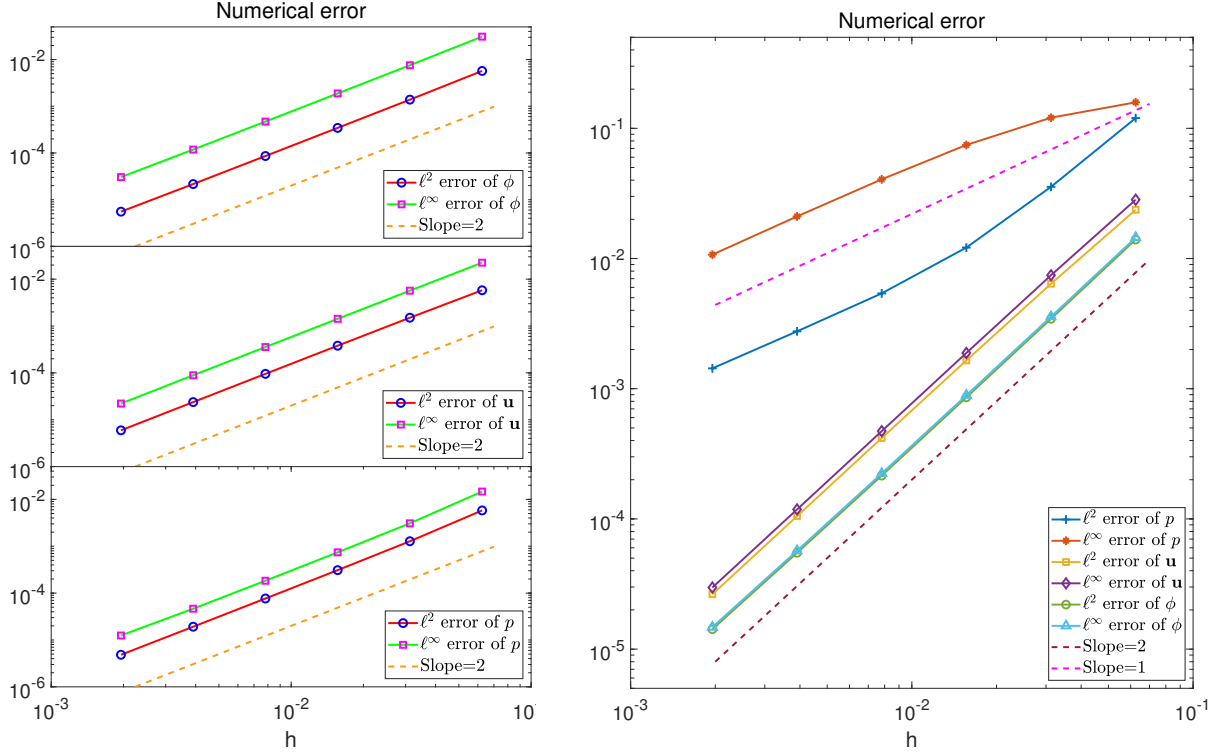 Numerical error
10⁻²
10⁻⁴
10⁻⁶
ℓ² error of ϕ
ℓ∞ error of ϕ
Slope=2
10⁻²
10⁻⁴
10⁻⁶
ℓ² error of u
ℓ∞ error of u
Slope=2
10⁻²
10⁻⁴
10⁻⁶
ℓ² error of p
ℓ∞ error of p
Slope=2
10⁻³
10⁻²
h
Numerical error
10⁻¹
10⁻²
10⁻³
10⁻⁴
10⁻⁵
ℓ² error of p
ℓ∞ error of p
ℓ² error of u
ℓ∞ error of u
ℓ² error of ϕ
ℓ∞ error of ϕ
Slope=2
Slope=1
10⁻³
10⁻²
10⁻¹
h